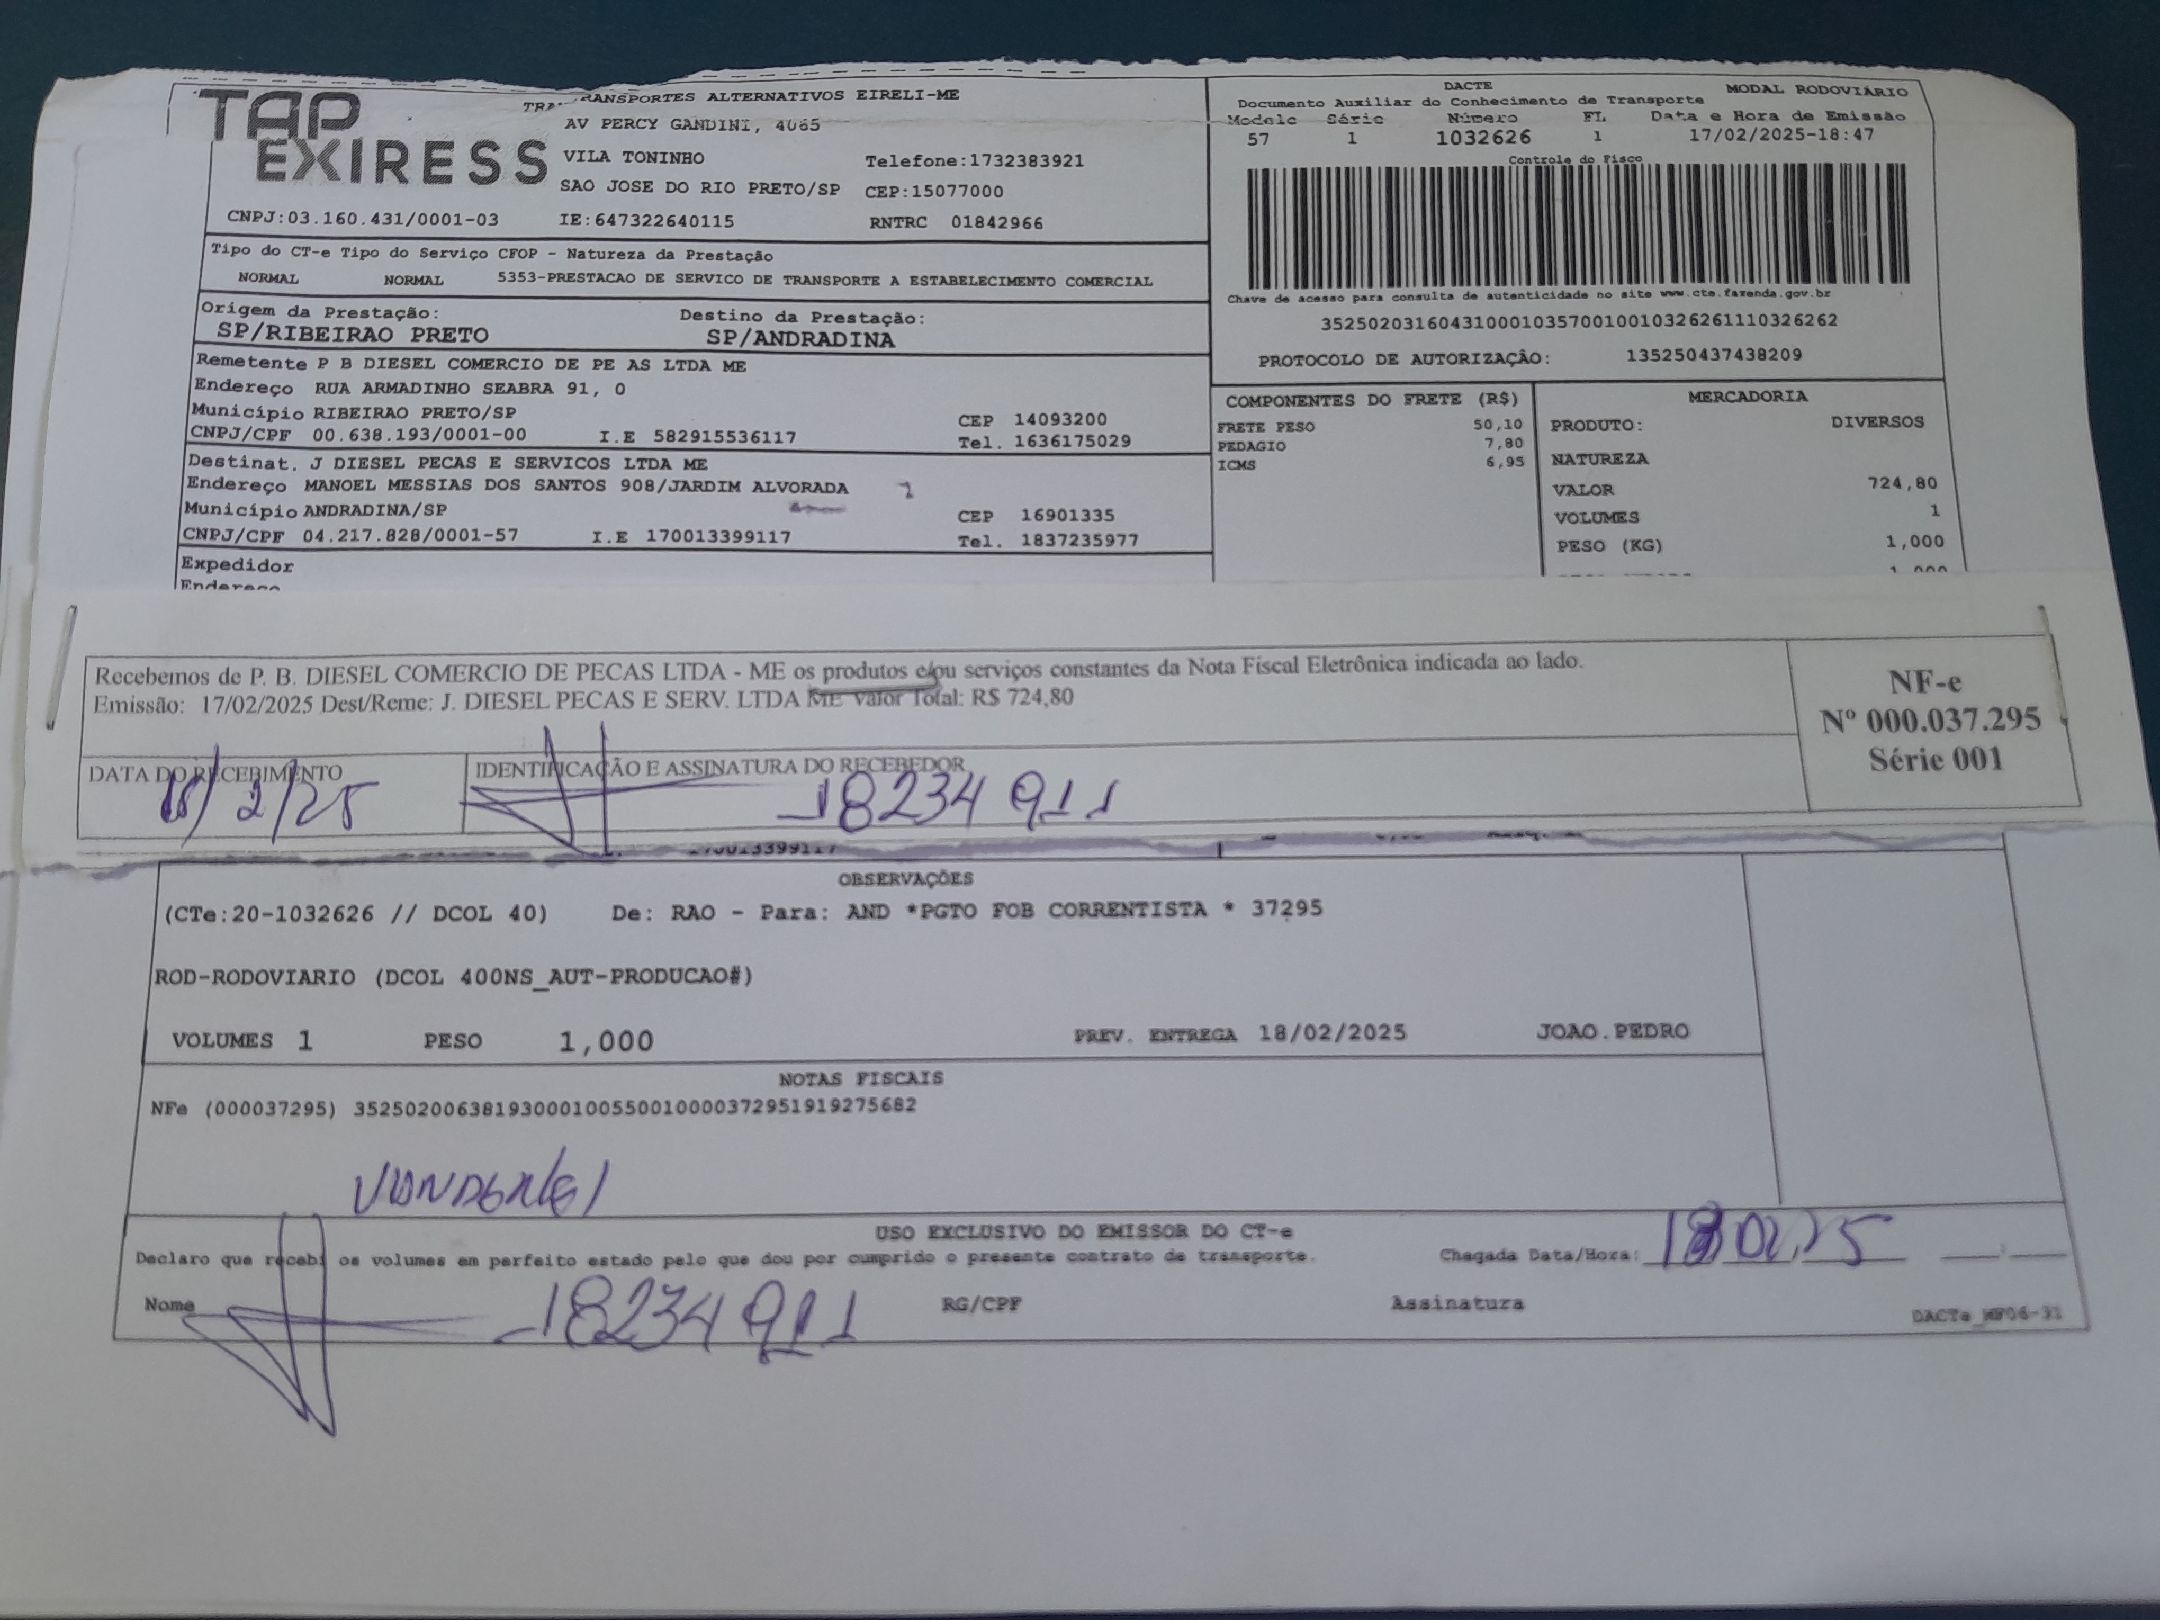 TAP
EXIRESS
TRANSPORTES ALTERNATIVOS EIRELI-ME
AV PERCY GANDINI, 4065
VILA TONINHO Telefone:1732383921
SAO JOSE DO RIO PRETO/SP CEP:15077000
CNPJ:03.160.431/0001-03 IE:647322640115 RNTRC 01842966
DACTE MODAL RODOVIÁRIO
Documento Auxiliar do Conhecimento de Transporte
Modelo Série Número FL Data e Hora de Emissão
57 1 1032626 1 17/02/2025-18:47
Controle do Fisco
Chave de acesso para consulta de autenticidade no site www.cte.fazenda.gov.br
35250203160431000103570010010326261110326262
PROTOCOLO DE AUTORIZAÇÂO: 135250437438209
Tipo do CT-e Tipo do Serviço CFOP - Natureza da Prestação
NORMAL NORMAL 5353-PRESTACAO DE SERVICO DE TRANSPORTE A ESTABELECIMENTO COMERCIAL
Origem da Prestação: Destino da Prestação:
SP/RIBEIRAO PRETO SP/ANDRADINA
Remetente P B DIESEL COMERCIO DE PE AS LTDA ME
Endereço RUA ARMADINHO SEABRA 91, 0
Município RIBEIRAO PRETO/SP CEP 14093200
CNPJ/CPF 00.638.193/0001-00 I.E 582915536117 Tel. 1636175029
Destinat. J DIESEL PECAS E SERVICOS LTDA ME
Endereço MANOEL MESSIAS DOS SANTOS 908/JARDIM ALVORADA
Município ANDRADINA/SP CEP 16901335
CNPJ/CPF 04.217.828/0001-57 I.E 170013399117 Tel. 1837235977
Expedidor
Endereço
COMPONENTES DO FRETE (R$)
FRETE PESO 50,10
PEDAGIO 7,80
ICMS 6,95
MERCADORIA
PRODUTO: DIVERSOS
NATUREZA
VALOR 724,80
VOLUMES 1
PESO (KG) 1,000
1,000
Recebemos de P. B. DIESEL COMERCIO DE PECAS LTDA - ME os produtos e/ou serviços constantes da Nota Fiscal Eletrônica indicada ao lado.
Emissão: 17/02/2025 Dest/Reme: J. DIESEL PECAS E SERV. LTDA ME Valor Total: R$ 724,80
NF-e
Nº 000.037.295
Série 001
DATA DO RECEBIMENTO IDENTIFICAÇÃO E ASSINATURA DO RECEBEDOR
18/2/25 18234911
170013399117
OBSERVAÇÕES
(CTe:20-1032626 // DCOL 40) De: RAO - Para: AND *PGTO FOB CORRENTISTA * 37295
ROD-RODOVIARIO (DCOL 400NS_AUT-PRODUCAO#)
VOLUMES 1 PESO 1,000 PREV. ENTREGA 18/02/2025 JOAO.PEDRO
NOTAS FISCAIS
NFe (000037295) 35250200638193000100550010000372951919275682
VANDERLEI
USO EXCLUSIVO DO EMISSOR DO CT-e
Declaro que recebi os volumes em perfeito estado pelo que dou por cumprido o presente contrato de transporte. Chegada Data/Hora: 18 02 25
Nome 18234911 RG/CPF Assinatura